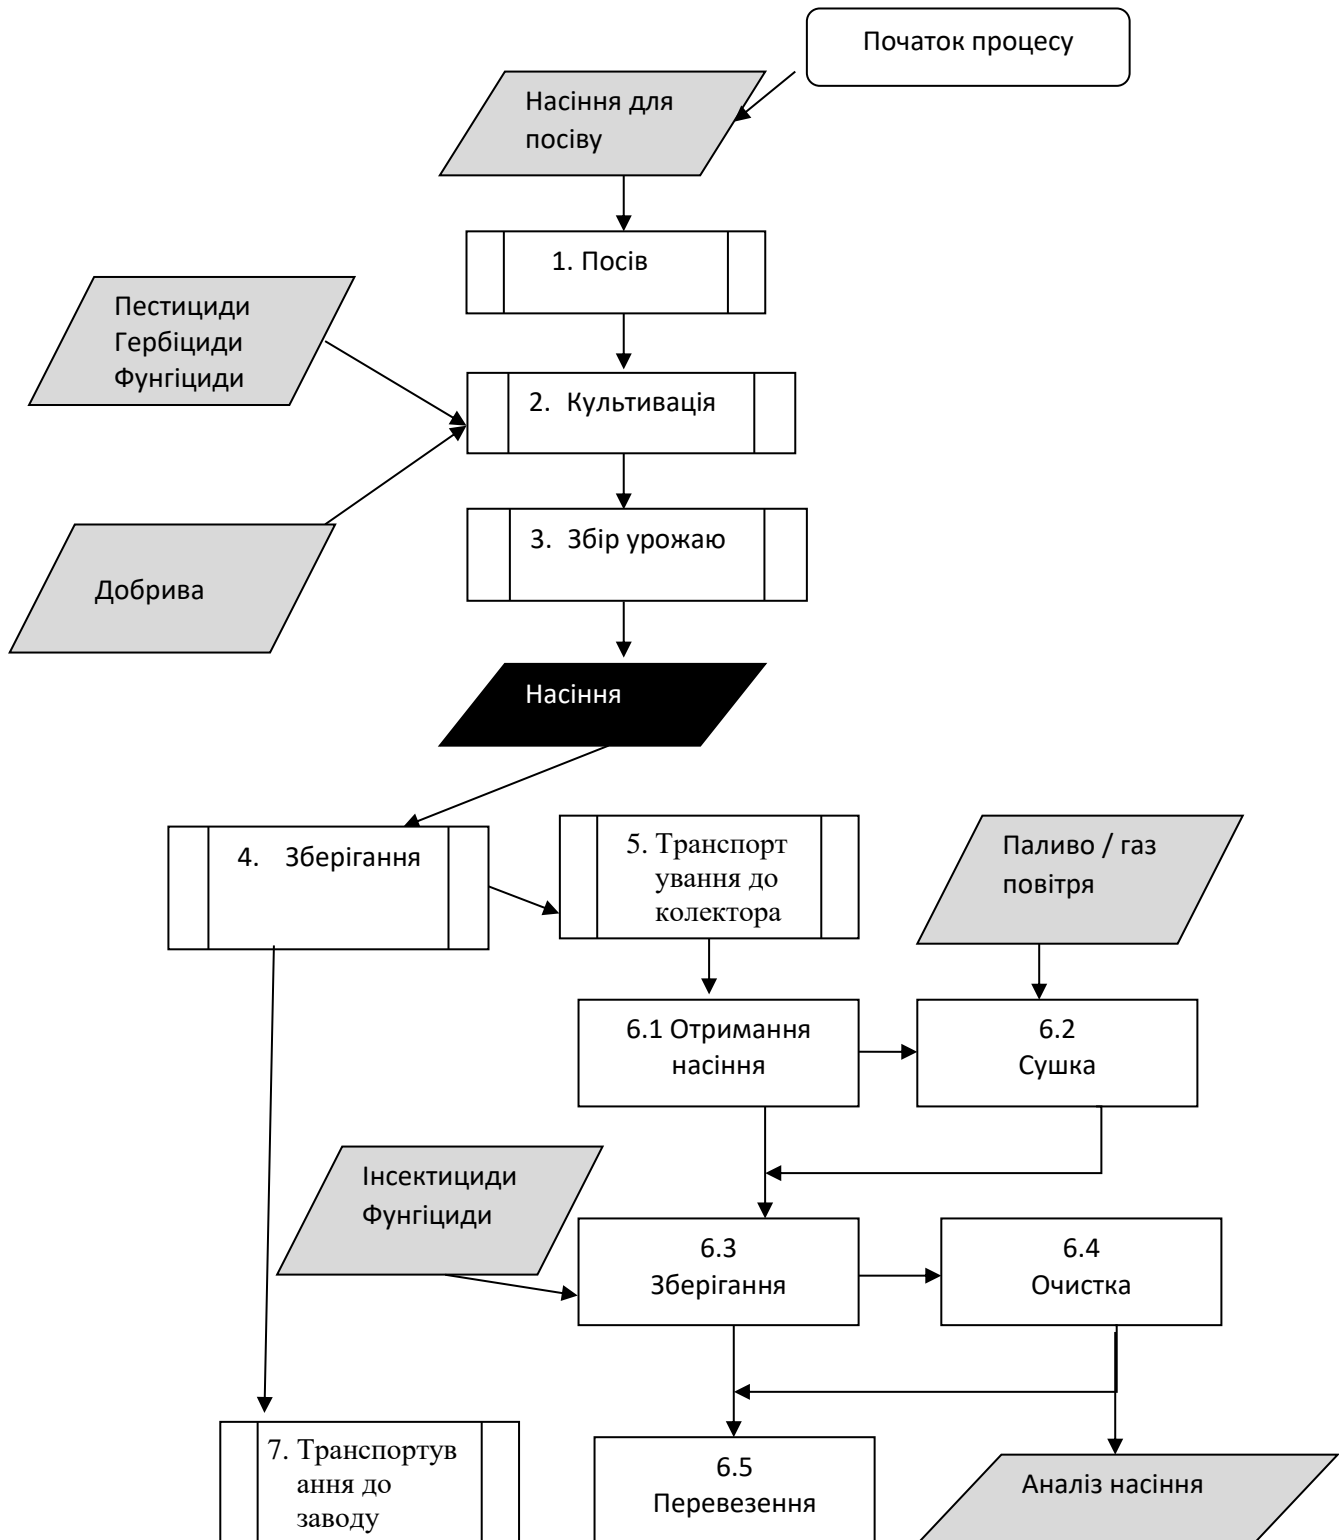 Початок процесу
Насіння для
посіву
1. Посів
Пестициди
Гербіциди
Фунгіциди
2. Культивація
3. Збір урожаю
Добрива
Насіння
4. Зберігання
5. Транспорт
ування до
колектора
Паливо / газ
повітря
6.1 Отримання
насіння
6.2
Сушка
Інсектициди
Фунгіциди
6.3
Зберігання
6.4
Очистка
7. Транспортув
ання до
заводу
6.5
Перевезення
Аналіз насіння